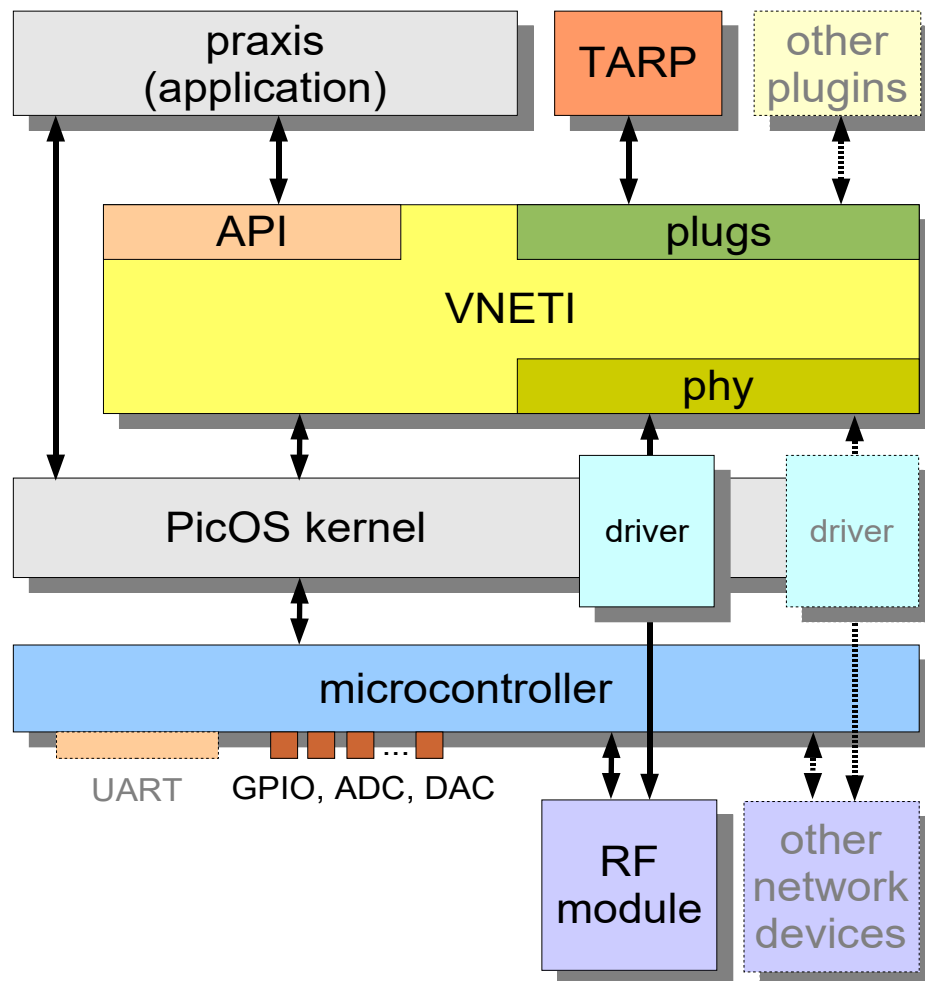 praxis
(application)
TARP
other
plugins
API
plugs
VNETI
phy
PicOS kernel
driver
driver
microcontroller
...
UART
GPIO, ADC, DAC
RF
module
other
network
devices